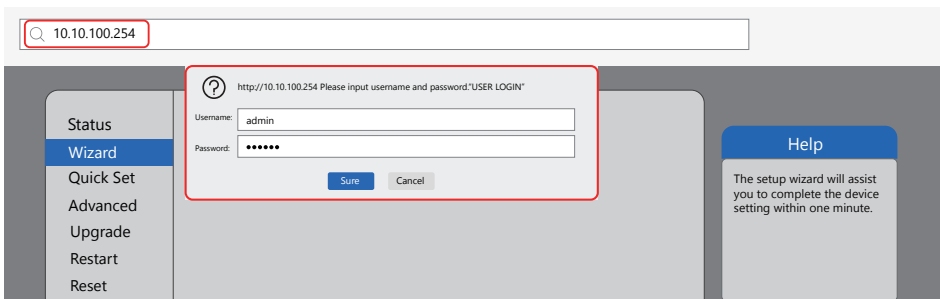 10.10.100.254
http://10.10.100.254 Please input username and password."USER LOGIN"
Username: admin
Password: ••••••
Sure Cancel
Status
Wizard
Quick Set
Advanced
Upgrade
Restart
Reset
Help
The setup wizard will assist
you to complete the device
setting within one minute.